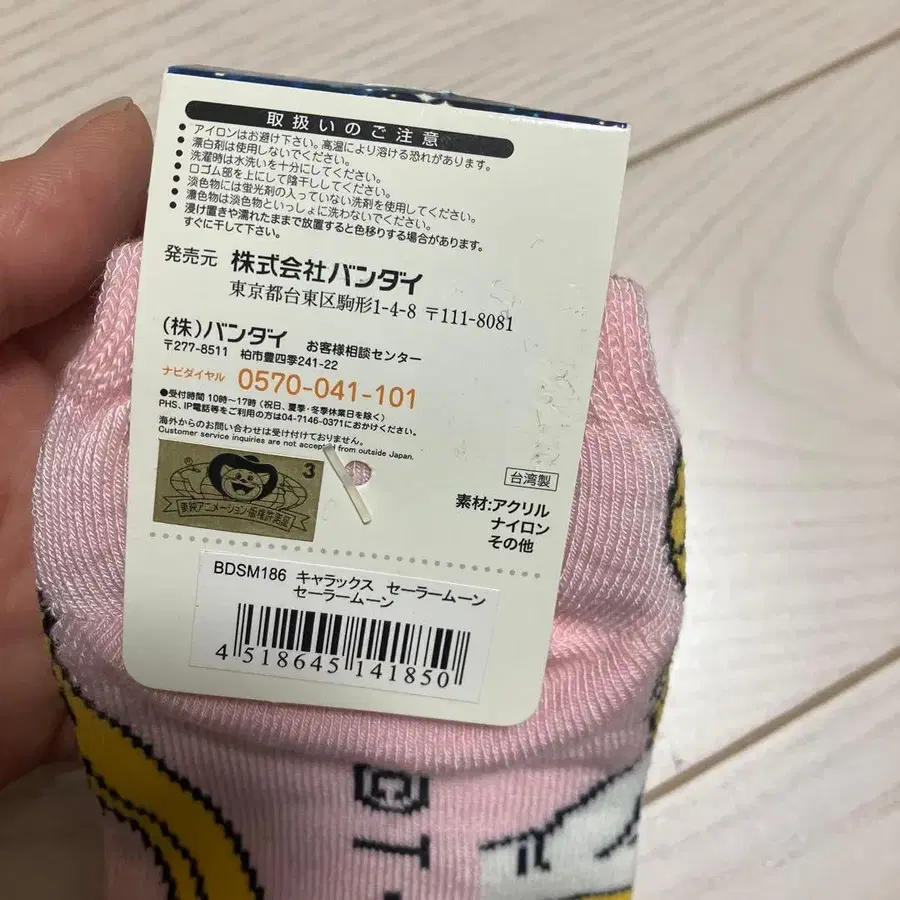 取扱いのご注意
●アイロンはお避け下さい。高温により溶ける恐れがあります。
●漂白剤は使用しないでください。
●洗濯時は水洗いを十分にしてください。
●口ゴム部を上にして陰干ししてください。
●淡色物には蛍光剤の入っていない洗剤を使用してください。
●濃色物は淡色物といっしょに洗わないでください。
●浸け置きや濡れたままで放置すると色移りする場合があります。
すぐに干して下さい。
発売元 株式会社バンダイ
東京都台東区駒形1-4-8 〒111-8081
(株)バンダイ お客様相談センター
〒277-8511 柏市豊四季241-22
ナビダイヤル 0570-041-101
●受付時間 10時〜17時 (祝日、夏季・冬季休業日を除く)
PHS、IP電話等をご利用の方は04-7146-0371におかけください。
海外からのお問い合わせは受け付けておりません。
Customer service inquiries are not accepted from outside Japan.
3
東映アニメーション・版権許諾証
台湾製
素材:アクリル
ナイロン
その他
BDSM186 キャラックス セーラームーン
セーラームーン
4 518645 141850